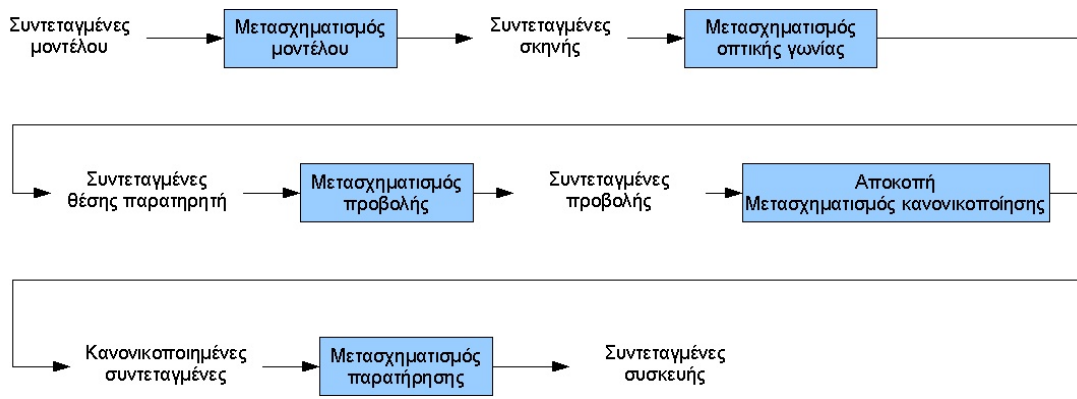 Συντεταγμένες
μοντέλου
Μετασχηματισμός
μοντέλου
Συντεταγμένες
σκηνής
Μετασχηματισμός
οπτικής γωνίας
Συντεταγμένες
θέσης παρατηρητή
Μετασχηματισμός
προβολής
Συντεταγμένες
προβολής
Αποκοπή
Μετασχηματισμός κανονικοποίησης
Κανονικοποιημένες
συντεταγμένες
Μετασχηματισμός
παρατήρησης
Συντεταγμένες
συσκευής